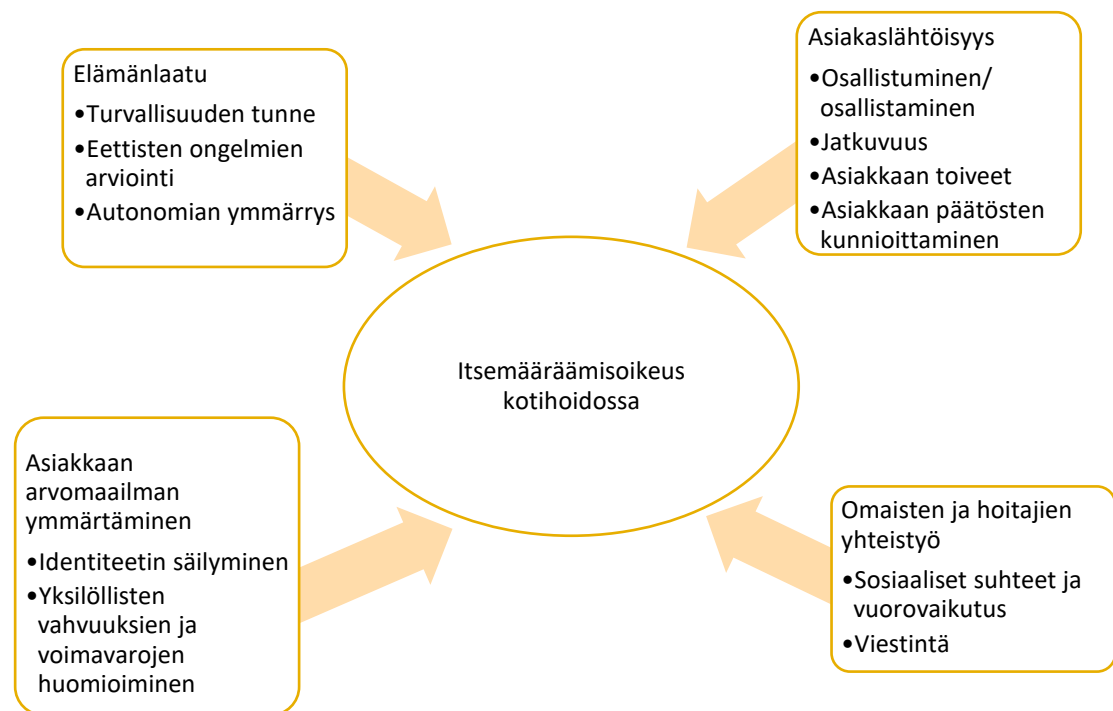 Elämänlaatu
•Turvallisuuden tunne
•Eettisten ongelmien
arviointi
•Autonomian ymmärrys
Asiakaslähtöisyys
•Osallistuminen/
osallistaminen
•Jatkuvuus
•Asiakkaan toiveet
•Asiakkaan päätösten
kunnioittaminen
Itsemääräämisoikeus
kotihoidossa
Asiakkaan
arvomaailman
ymmärtäminen
•Identiteetin säilyminen
•Yksilöllisten
vahvuuksien ja
voimavarojen
huomioiminen
Omaisten ja hoitajien
yhteistyö
•Sosiaaliset suhteet ja
vuorovaikutus
•Viestintä